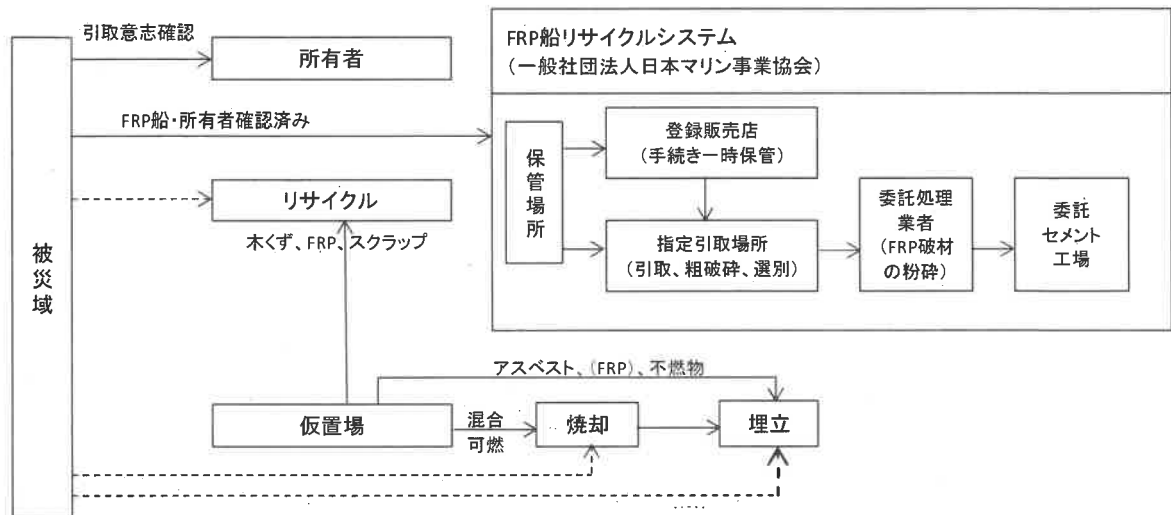 引取意志確認
所有者
FRP船リサイクルシステム
（一般社団法人日本マリン事業協会）
FRP船・所有者確認済み
保管場所
登録販売店
（手続き一時保管）
リサイクル
木くず、FRP、スクラップ
指定引取場所
（引取、粗破砕、選別）
委託処理
業者
（FRP破材
の粉砕）
委託
セメント
工場
被災域
アスベスト、(FRP)、不燃物
仮置場
混合
可燃
焼却
埋立